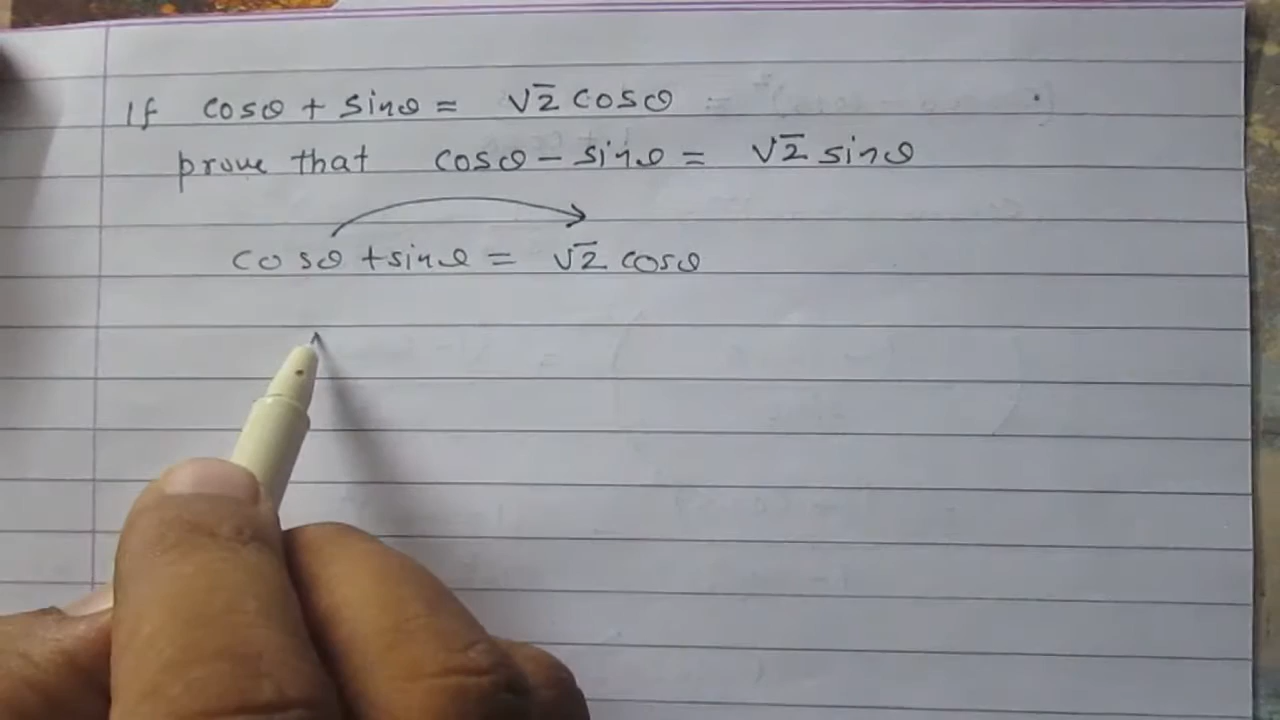 If cosθ + sinθ = √2 cosθ
prove that cosθ - sinθ = √2 sinθ
cosθ + sinθ = √2 cosθ